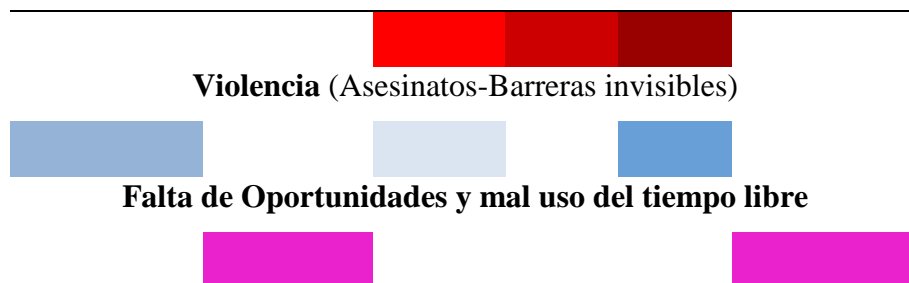 Violencia (Asesinatos-Barreras invisibles)
Falta de Oportunidades y mal uso del tiempo libre